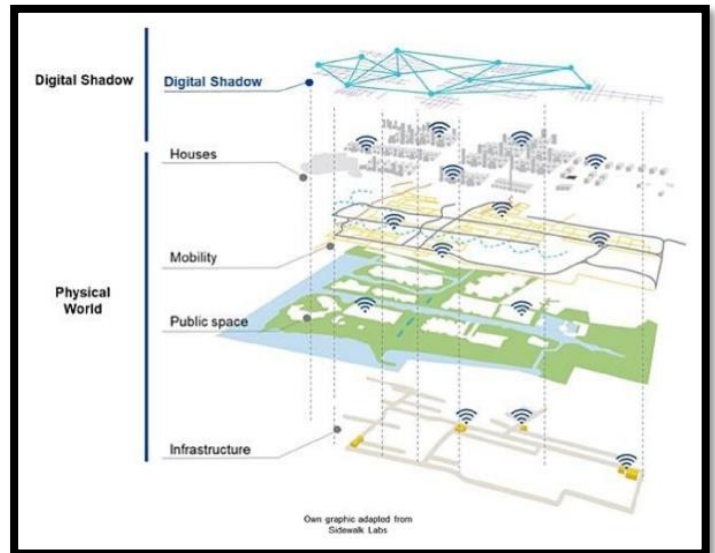 Digital Shadow
Digital Shadow
Houses
Mobility
Physical
World
Public space
Infrastructure
Own graphic adapted from
Sidewalk Labs